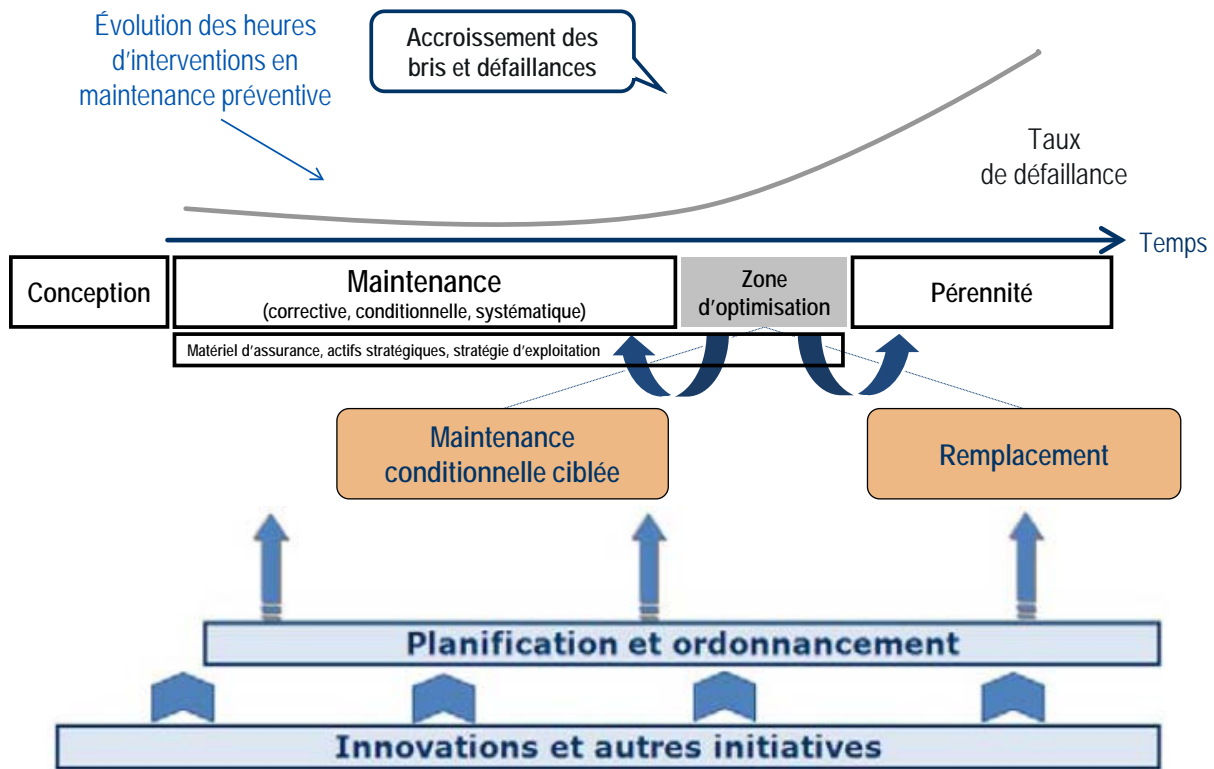 Évolution des heures
d'interventions en
maintenance préventive
Accroissement des
bris et défaillances
Taux
de défaillance
Temps
Conception
Maintenance
(corrective, conditionnelle, systématique)
Zone
d'optimisation
Pérennité
Matériel d'assurance, actifs stratégiques, stratégie d'exploitation
Maintenance
conditionnelle ciblée
Remplacement
Planification et ordonnancement
Innovations et autres initiatives